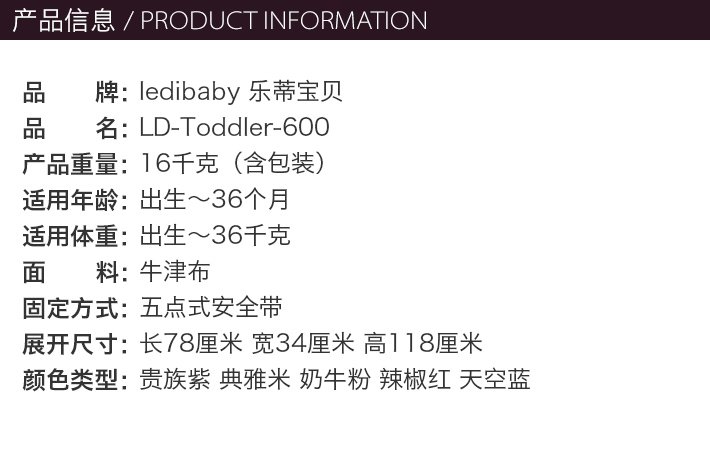 产品信息 / PRODUCT INFORMATION
品 牌：ledibaby 乐蒂宝贝
品 名：LD-Toddler-600
产品重量：16千克（含包装）
适用年龄：出生～36个月
适用体重：出生～36千克
面 料：牛津布
固定方式：五点式安全带
展开尺寸：长78厘米 宽34厘米 高118厘米
颜色类型：贵族紫 典雅米 奶牛粉 辣椒红 天空蓝